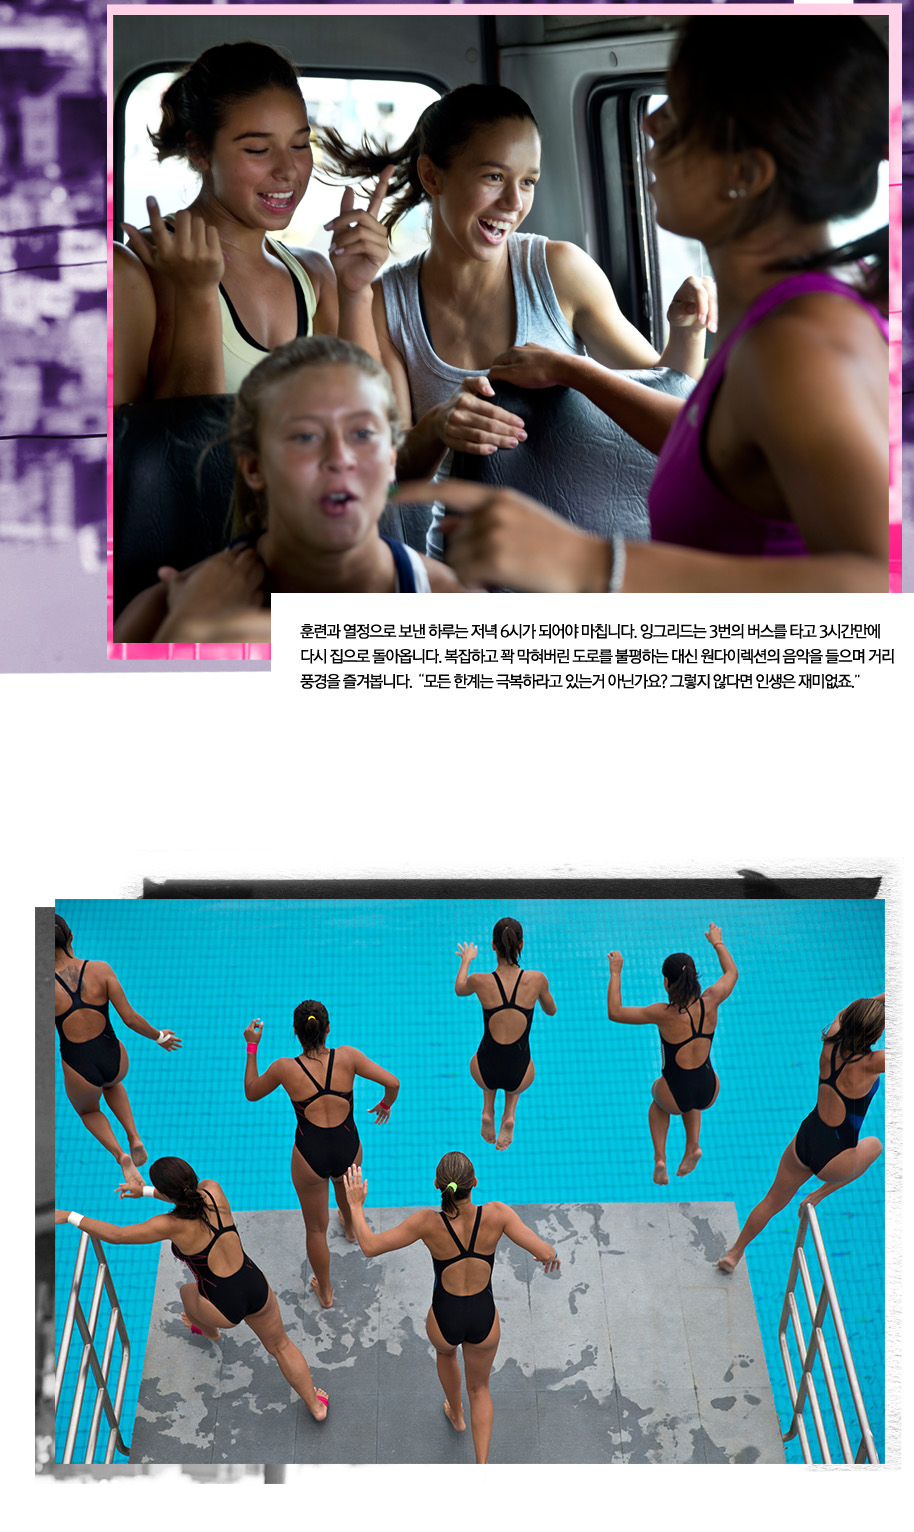 훈련과 열정으로 보낸 하루는 저녁 6시가 되어야 마칩니다. 잉그리드는 3번의 버스를 타고 3시간만에
다시 집으로 돌아옵니다. 복잡하고 꽉 막혀버린 도로를 불평하는 대신 원다이렉션의 음악을 들으며 거리
풍경을 즐겨봅니다. “모든 한계는 극복하라고 있는거 아닌가요? 그렇지 않다면 인생은 재미없죠.”